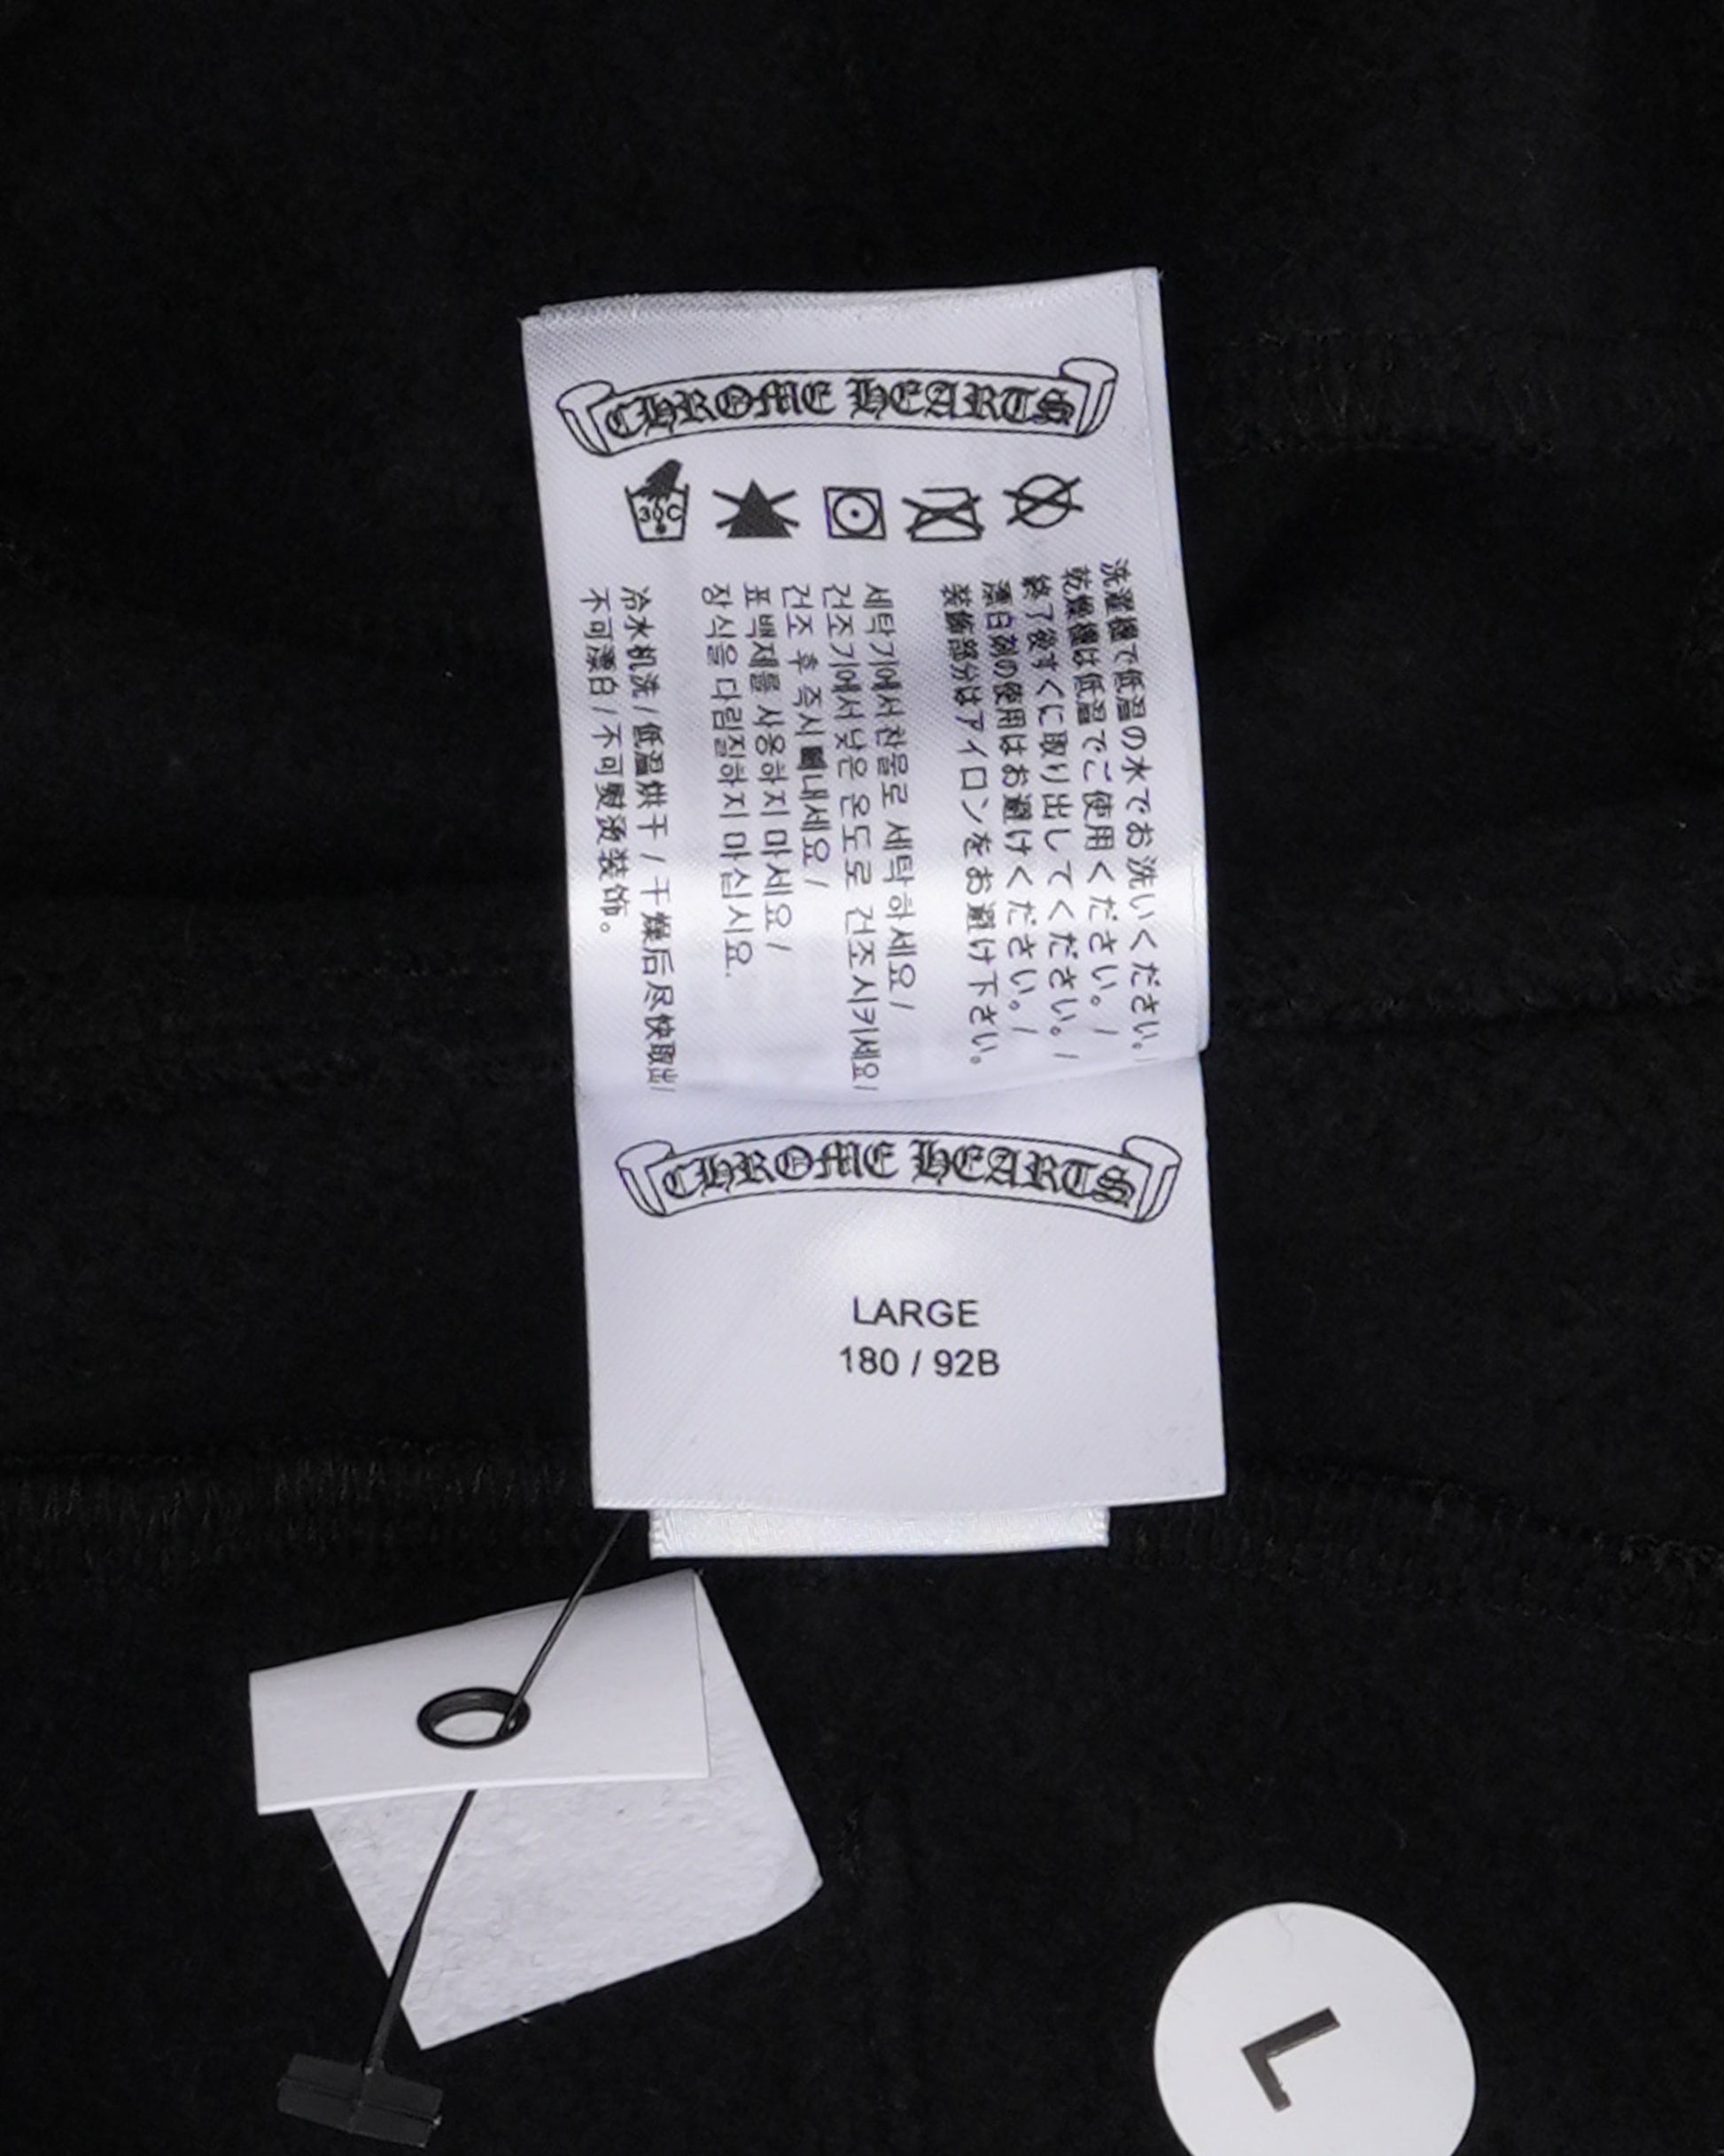 CHROME HEARTS
30C
洗濯機で低温の水でお洗いください。/
乾燥機は低温でご使用ください。/
終了後すぐに取り出してください。/
漂白剤の使用はお避けください。/
装飾部分はアイロンをお避け下さい。
세탁기에서찬물로 세탁하세요/
건조기에서낮은 온도로 건조시키세요/
건조 후 즉시 빼내세요/
표백제를 사용하지마세요/
장식을 다림질하지 마십시요.
冷水机洗/低温烘干/干燥后尽快取出/
不可漂白/不可熨烫装饰。
CHROME HEARTS
LARGE
180 / 92B
L